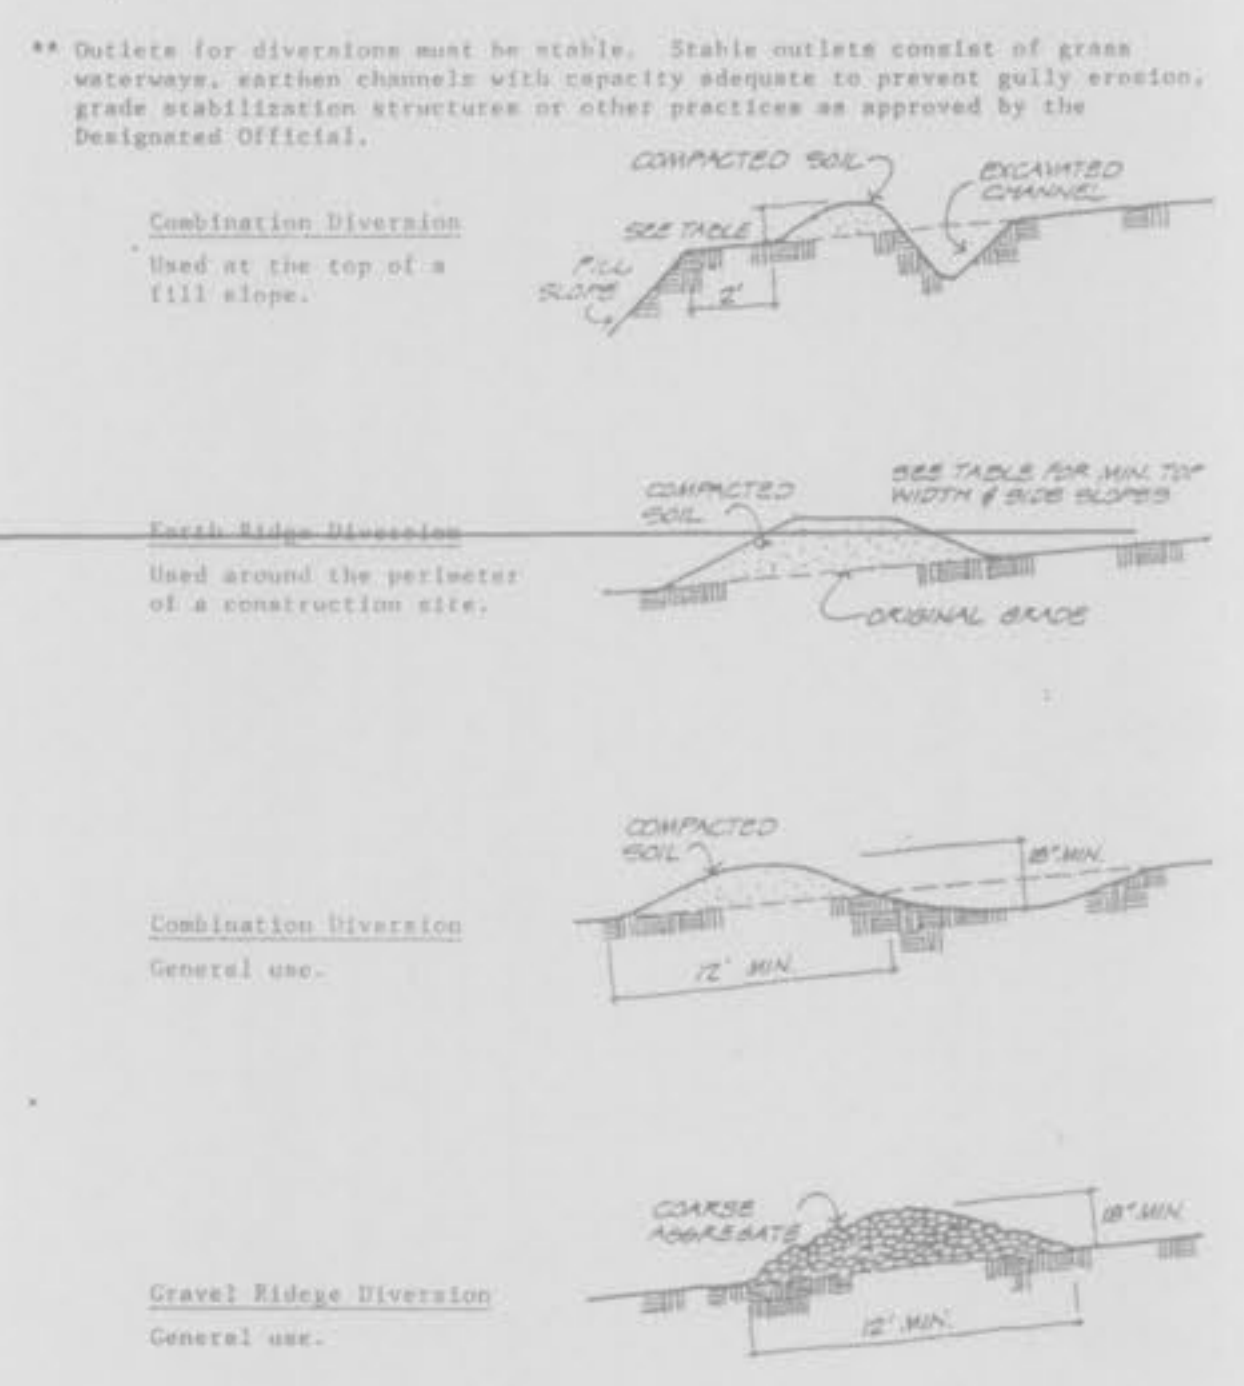 ** Outlets for diversions must be stable. Stable outlets consist of grass
waterways, earthen channels with capacity adequate to prevent gully erosion,
grade stabilization structures or other practices as approved by the
Designated Official.
COMPACTED SOIL
EXCAVATED
CHANNEL
Combination Diversion
SEE TABLE
Used at the top of a
fill slope.
FILL
SLOPE
2'
SEE TABLE FOR MIN. TOP
WIDTH & SIDE SLOPES
COMPACTED
SOIL
Earth Ridge Diversion
Used around the perimeter
of a construction site.
ORIGINAL GRADE
COMPACTED
SOIL
18" MIN.
Combination Diversion
General use.
12' MIN.
COARSE
AGGREGATE
18" MIN.
Gravel Ridege Diversion
General use.
12' MIN.